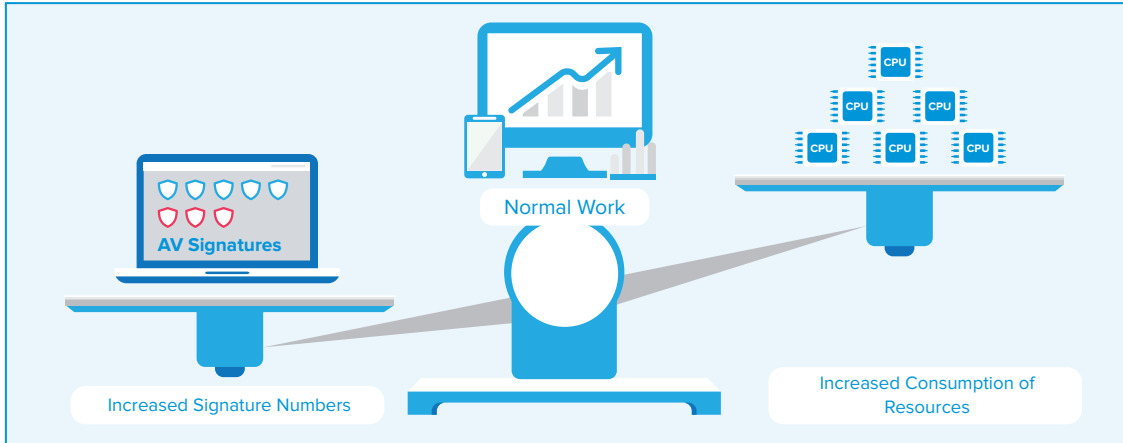 CPU
CPU
CPU
CPU
CPU
CPU
Normal Work
AV Signatures
Increased Signature Numbers
Increased Consumption of
Resources